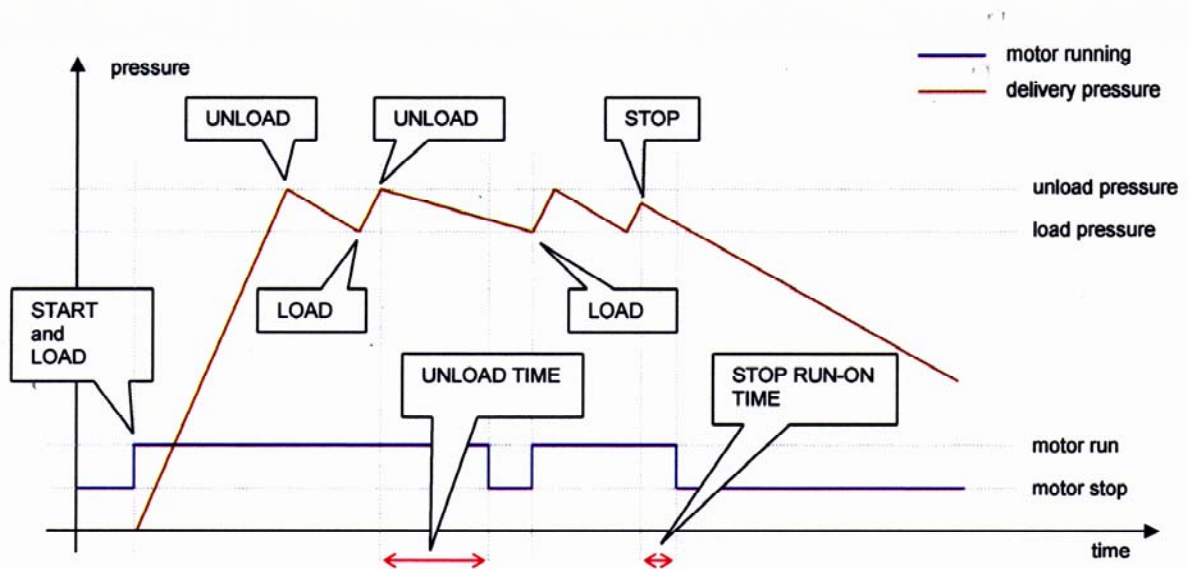 motor running
pressure
delivery pressure
UNLOAD
UNLOAD
STOP
unload pressure
load pressure
START
and
LOAD
LOAD
LOAD
UNLOAD TIME
STOP RUN-ON
TIME
motor run
motor stop
time